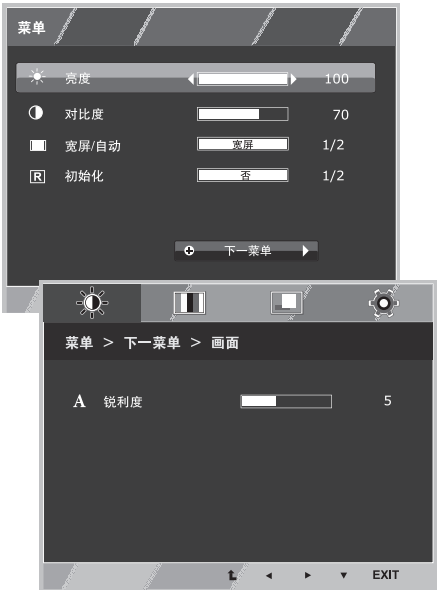 菜单
亮度 100
对比度 70
宽屏/自动 宽屏 1/2
R 初始化 否 1/2
下一菜单
菜单 > 下一菜单 > 画面
A 锐利度 5
EXIT